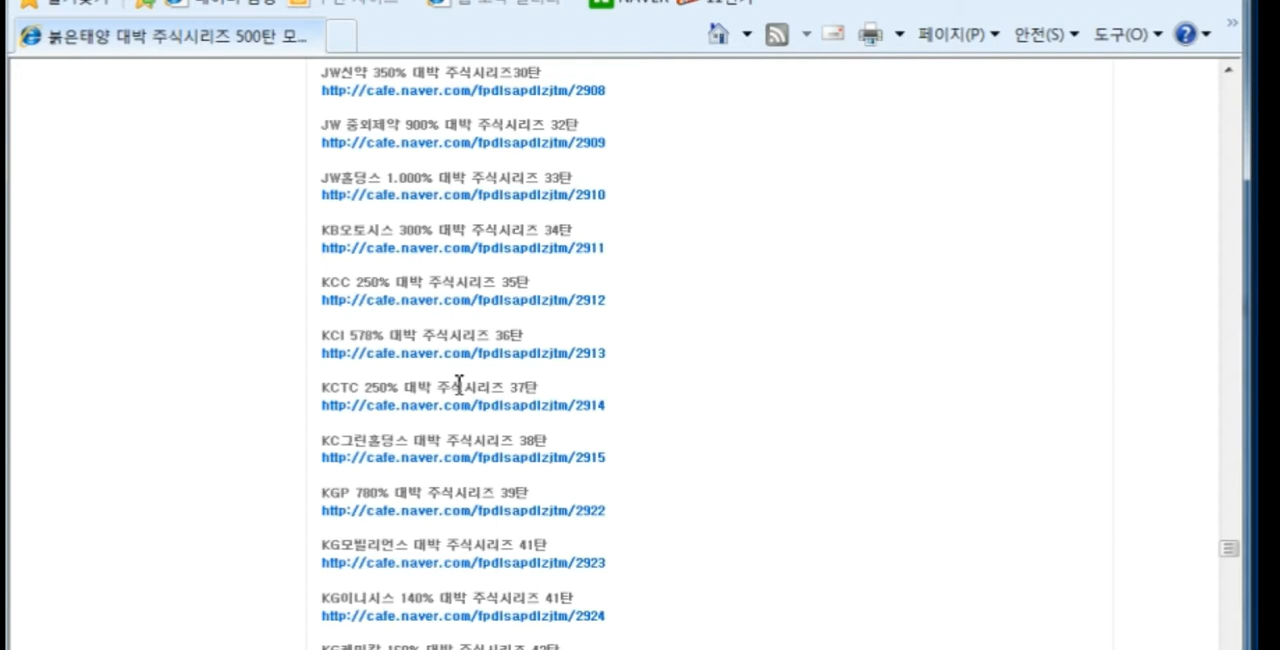 NAVER
붉은태양 대박 주식시리즈 500탄 모...
페이지(P) 안전(S) 도구(O)
JW신약 350% 대박 주식시리즈30탄
http://cafe.naver.com/fpdlsapdlzjtm/2908
JW 중외제약 900% 대박 주식시리즈 32탄
http://cafe.naver.com/fpdlsapdlzjtm/2909
JW홀딩스 1.000% 대박 주식시리즈 33탄
http://cafe.naver.com/fpdlsapdlzjtm/2910
KB오토시스 300% 대박 주식시리즈 34탄
http://cafe.naver.com/fpdlsapdlzjtm/2911
KCC 250% 대박 주식시리즈 35탄
http://cafe.naver.com/fpdlsapdlzjtm/2912
KCI 578% 대박 주식시리즈 36탄
http://cafe.naver.com/fpdlsapdlzjtm/2913
KCTC 250% 대박 주식시리즈 37탄
http://cafe.naver.com/fpdlsapdlzjtm/2914
KC그린홀딩스 대박 주식시리즈 38탄
http://cafe.naver.com/fpdlsapdlzjtm/2915
KGP 780% 대박 주식시리즈 39탄
http://cafe.naver.com/fpdlsapdlzjtm/2922
KG모빌리언스 대박 주식시리즈 41탄
http://cafe.naver.com/fpdlsapdlzjtm/2923
KG이니시스 140% 대박 주식시리즈 41탄
http://cafe.naver.com/fpdlsapdlzjtm/2924